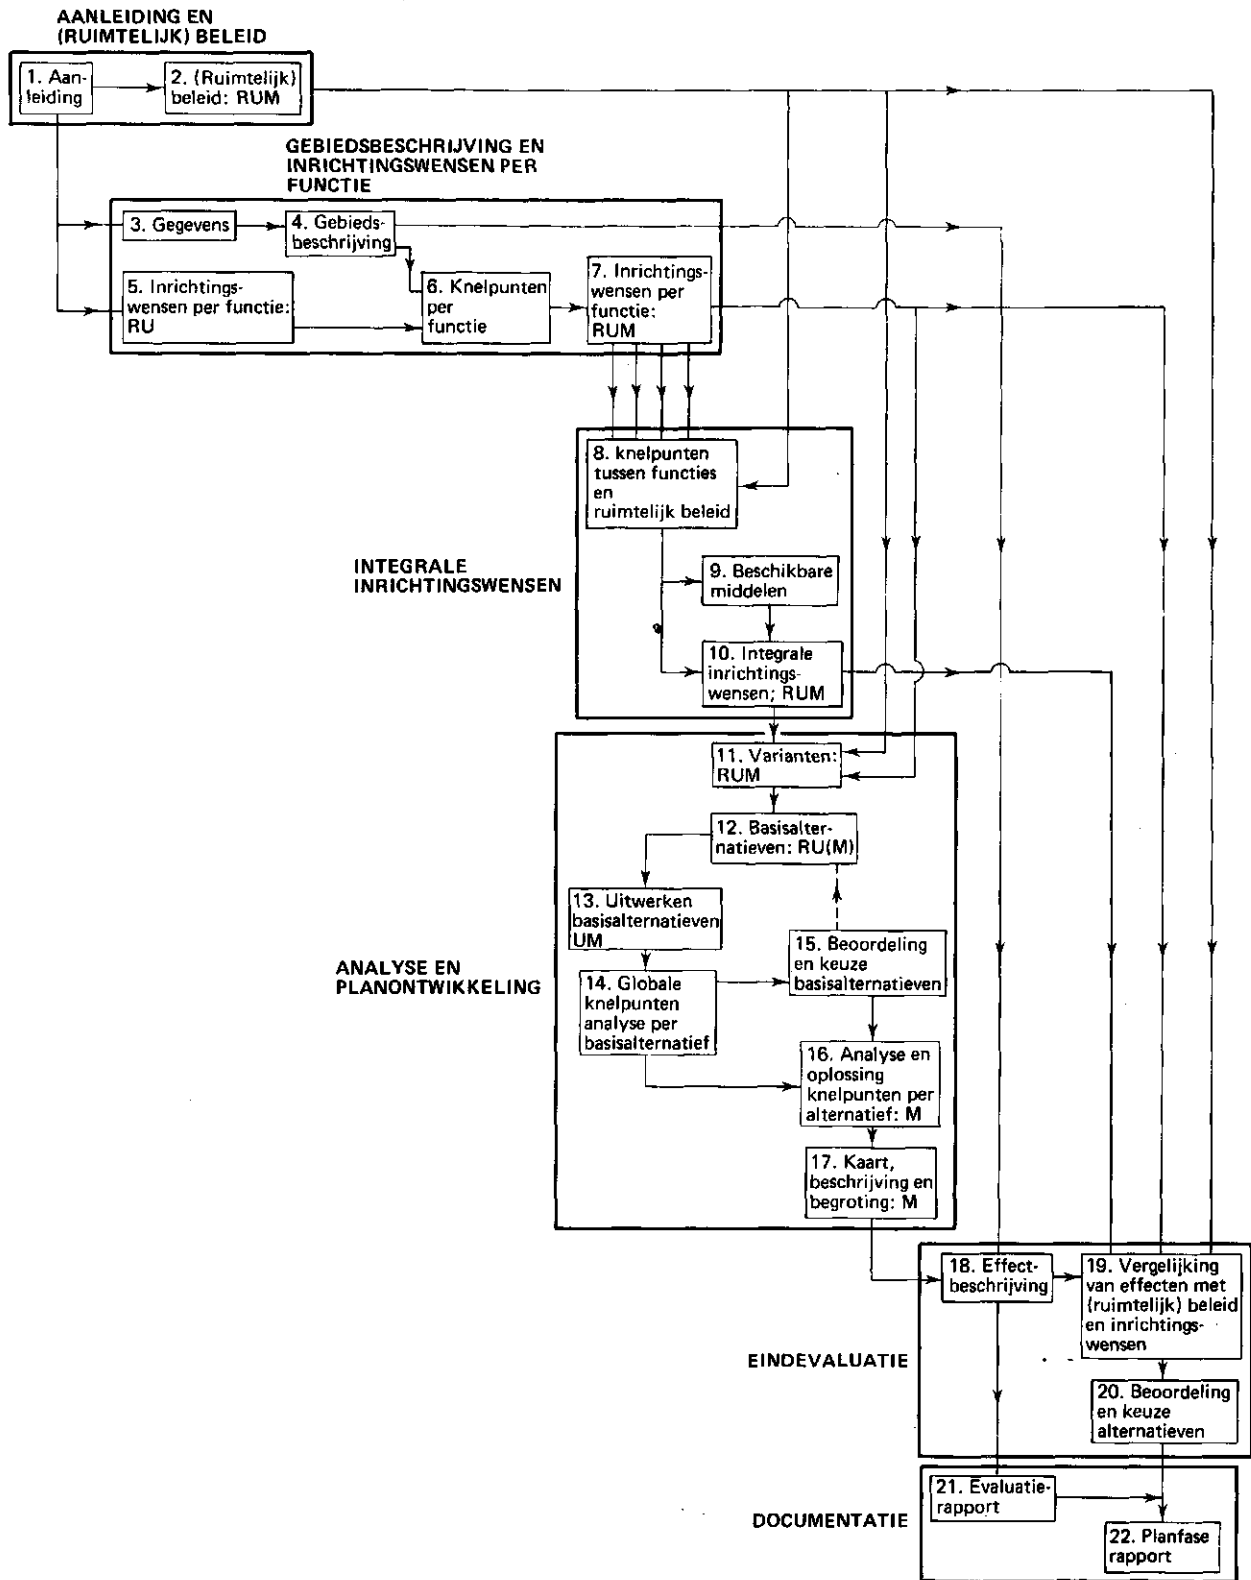 AANLEIDING EN
(RUIMTELIJK) BELEID
1. Aan-
leiding
2. (Ruimtelijk)
beleid: RUM
GEBIEDSBESCHRIJVING EN
INRICHTINGSWENSEN PER
FUNCTIE
3. Gegevens
4. Gebieds-
beschrijving
5. Inrichtings-
wensen per functie:
RU
6. Knelpunten
per
functie
7. Inrichtings-
wensen per
functie:
RUM
8. knelpunten
tussen functies
en
ruimtelijk beleid
INTEGRALE
INRICHTINGSWENSEN
9. Beschikbare
middelen
10. Integrale
inrichtings-
wensen; RUM
11. Varianten:
RUM
12. Basisalter-
natieven: RU(M)
13. Uitwerken
basisalternatieven
UM
15. Beoordeling
en keuze
basisalternatieven
ANALYSE EN
PLANONTWIKKELING
14. Globale
knelpunten
analyse per
basisalternatief
16. Analyse en
oplossing
knelpunten per
alternatief: M
17. Kaart,
beschrijving en
begroting: M
18. Effect-
beschrijving
19. Vergelijking
van effecten met
(ruimtelijk) beleid
en inrichtings-
wensen
EINDEVALUATIE
20. Beoordeling
en keuze
alternatieven
21. Evaluatie-
rapport
DOCUMENTATIE
22. Planfase
rapport